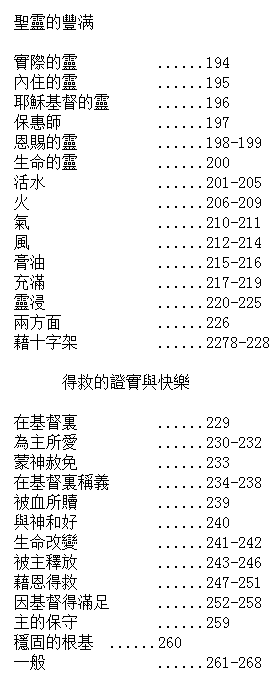 聖靈的豐满
實際的靈 ......194
內住的靈 ......195
耶穌基督的靈 ......196
保惠師 ......197
恩賜的靈 ......198-199
生命的靈 ......200
活水 ......201-205
火 ......206-209
氣 ......210-211
風 ......212-214
膏油 ......215-216
充滿 ......217-219
靈浸 ......220-225
兩方面 ......226
藉十字架 ......2278-228
得救的證實與快樂
在基督裏 ......229
為主所愛 ......230-232
蒙神赦免 ......233
在基督裏稱義 ......234-238
被血所贖 ......239
與神和好 ......240
生命改變 ......241-242
被主釋放 ......243-246
藉恩得救 ......247-251
因基督得滿足 ......252-258
主的保守 ......259
穩固的根基 ......260
一般 ......261-268